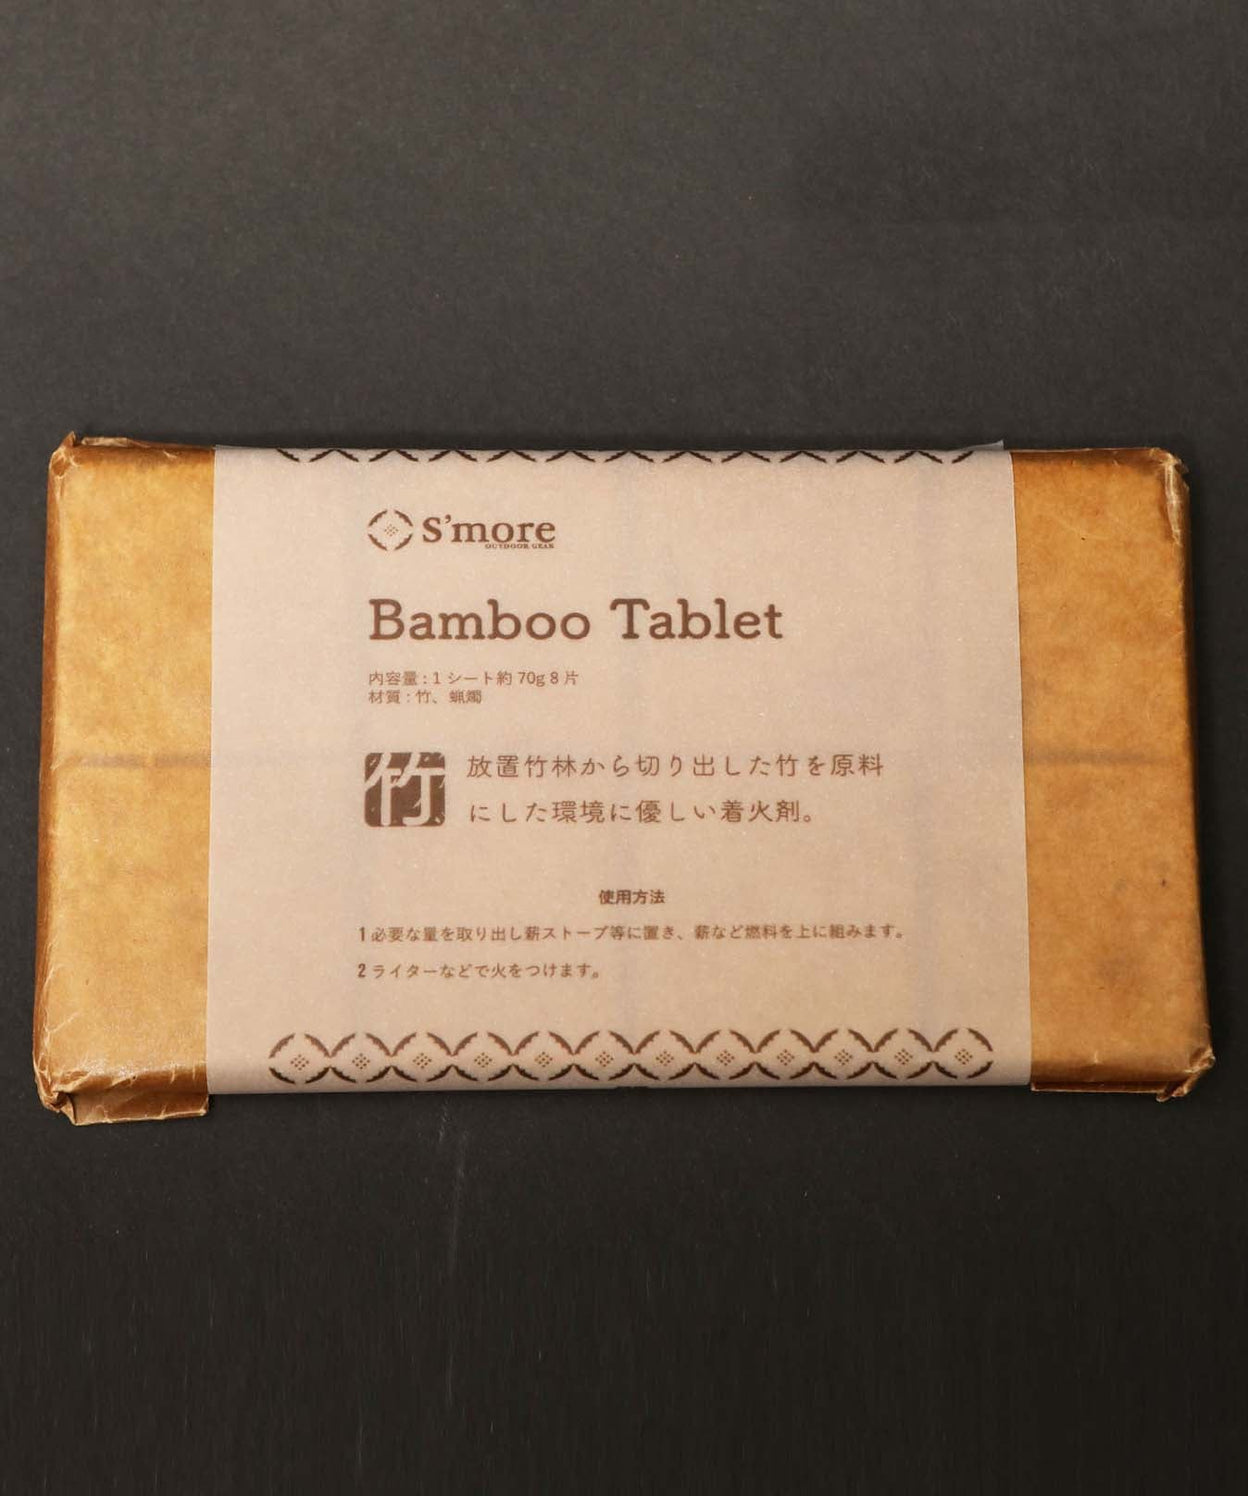 S'more
OUTDOOR GEAR
Bamboo Tablet
内容量：1 シート約 70g 8 片
材質：竹、蝋燭
竹
放置竹林から切り出した竹を原料
にした環境に優しい着火剤。
使用方法
1 必要な量を取り出し薪ストーブ等に置き、薪など燃料を上に組みます。
2 ライターなどで火をつけます。